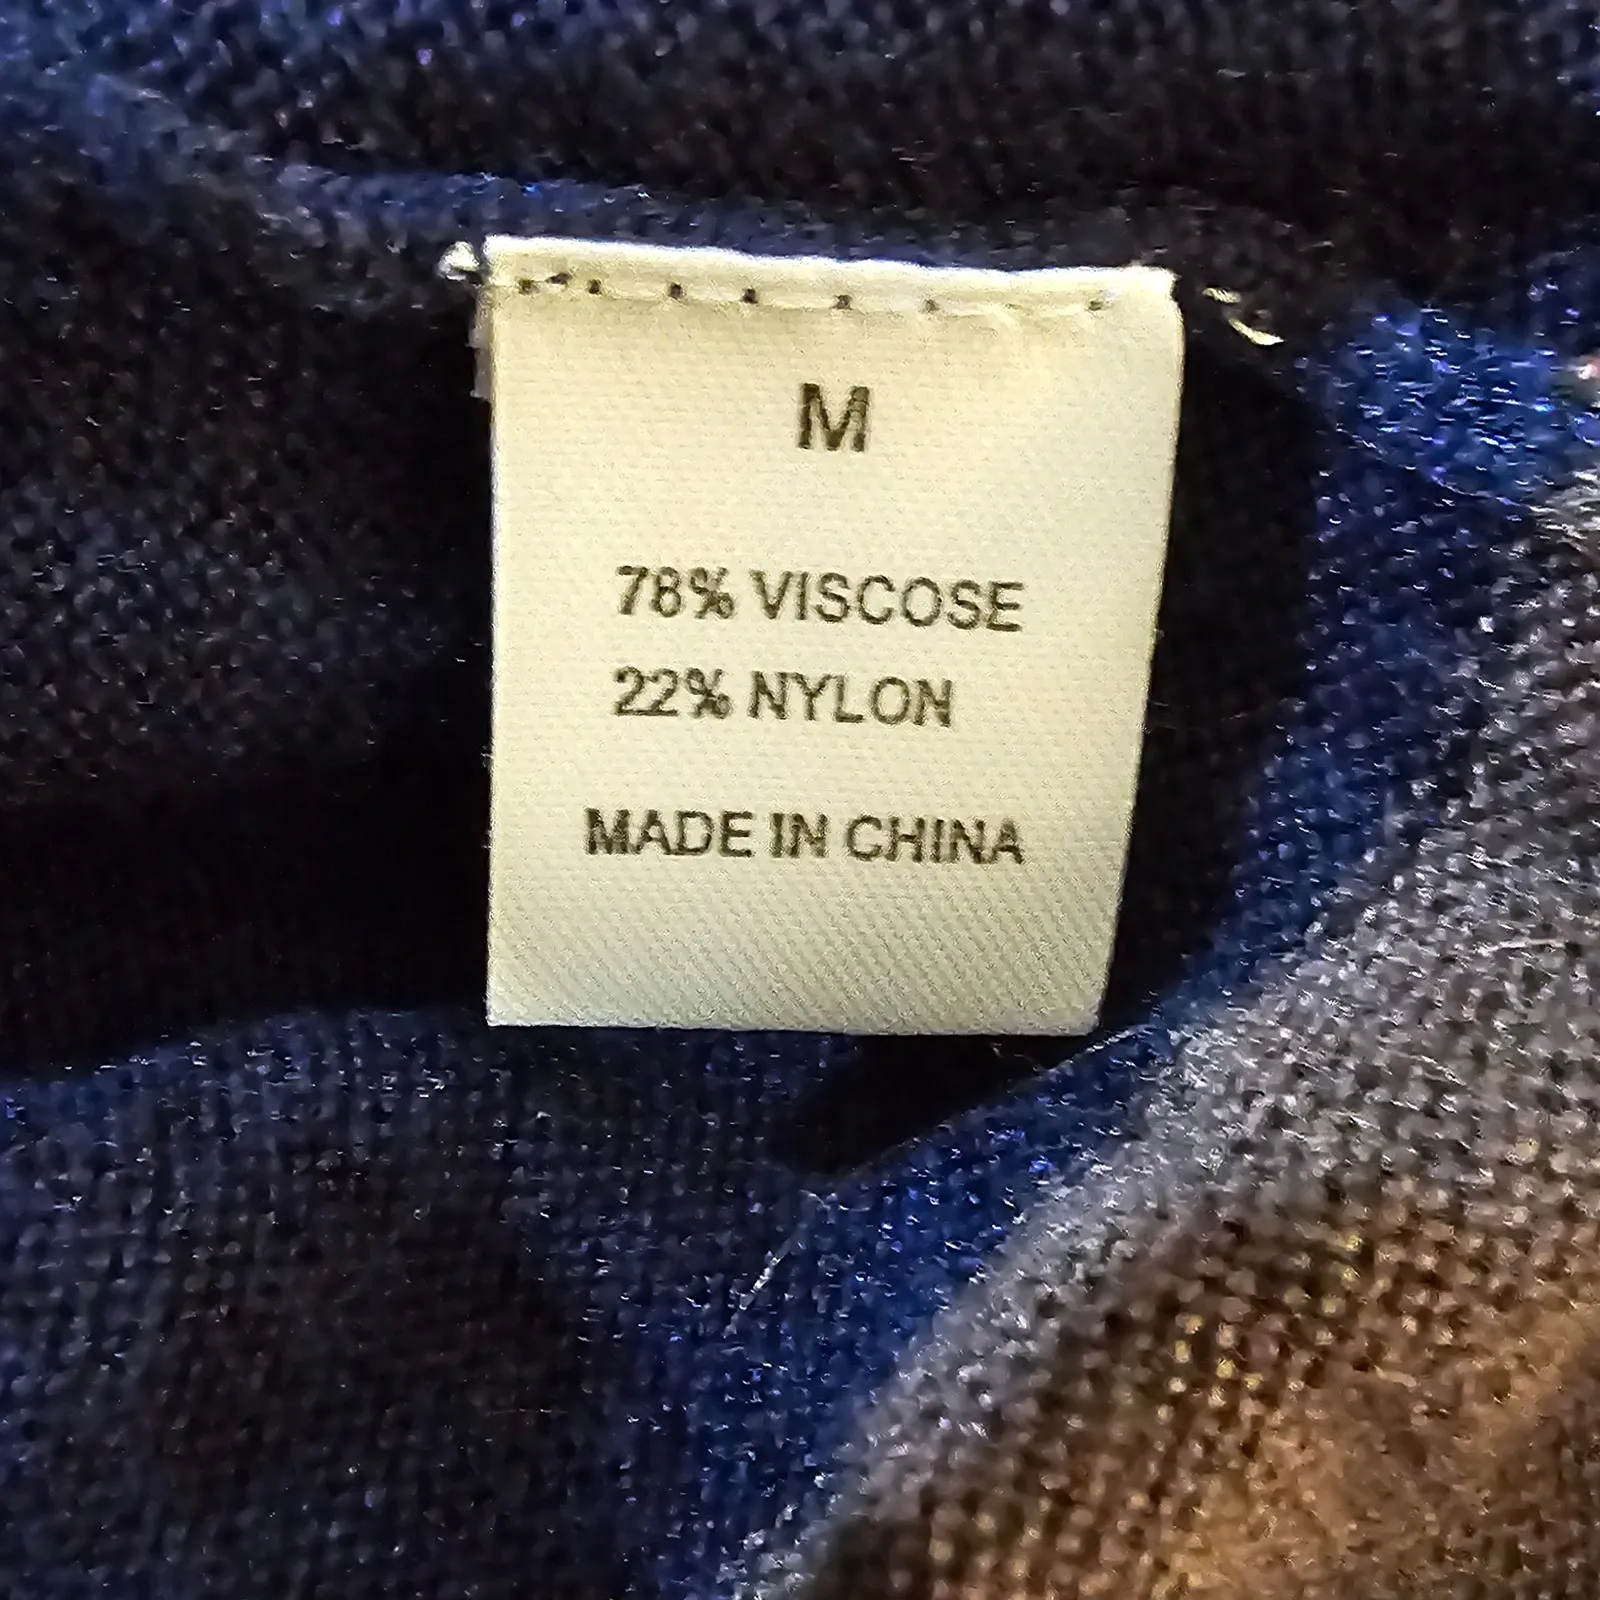 M
78% VISCOSE
22% NYLON
MADE IN CHINA